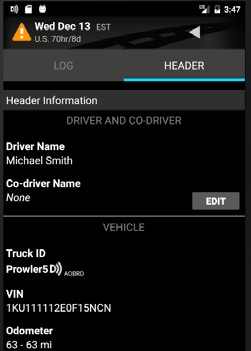 3:47
Wed Dec 13 EST
U.S. 70hr/8d
LOG HEADER
Header Information
DRIVER AND CO-DRIVER
Driver Name
Michael Smith
Co-driver Name
None
EDIT
VEHICLE
Truck ID
Prowler5 AOBRD
VIN
1KU111112E0F15NCN
Odometer
63 - 63 mi